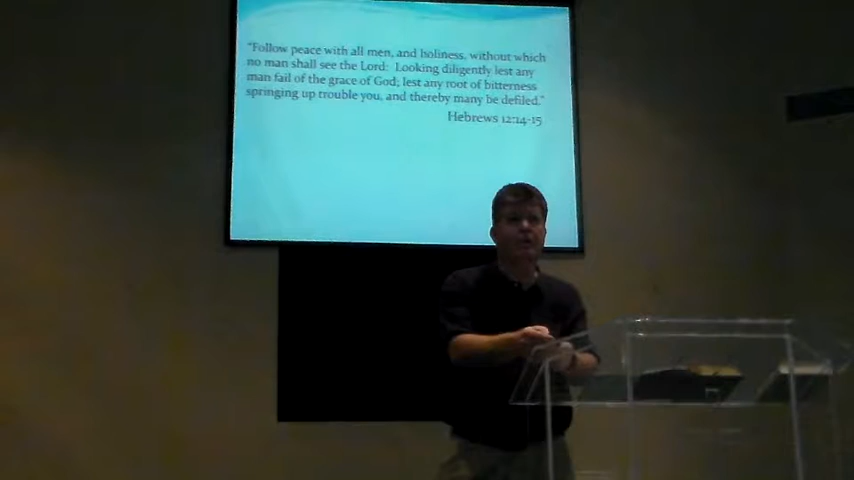 "Follow peace with all men, and holiness, without which
no man shall see the Lord: Looking diligently lest any
man fail of the grace of God; lest any root of bitterness
springing up trouble you, and thereby many be defiled."
Hebrews 12:14-15